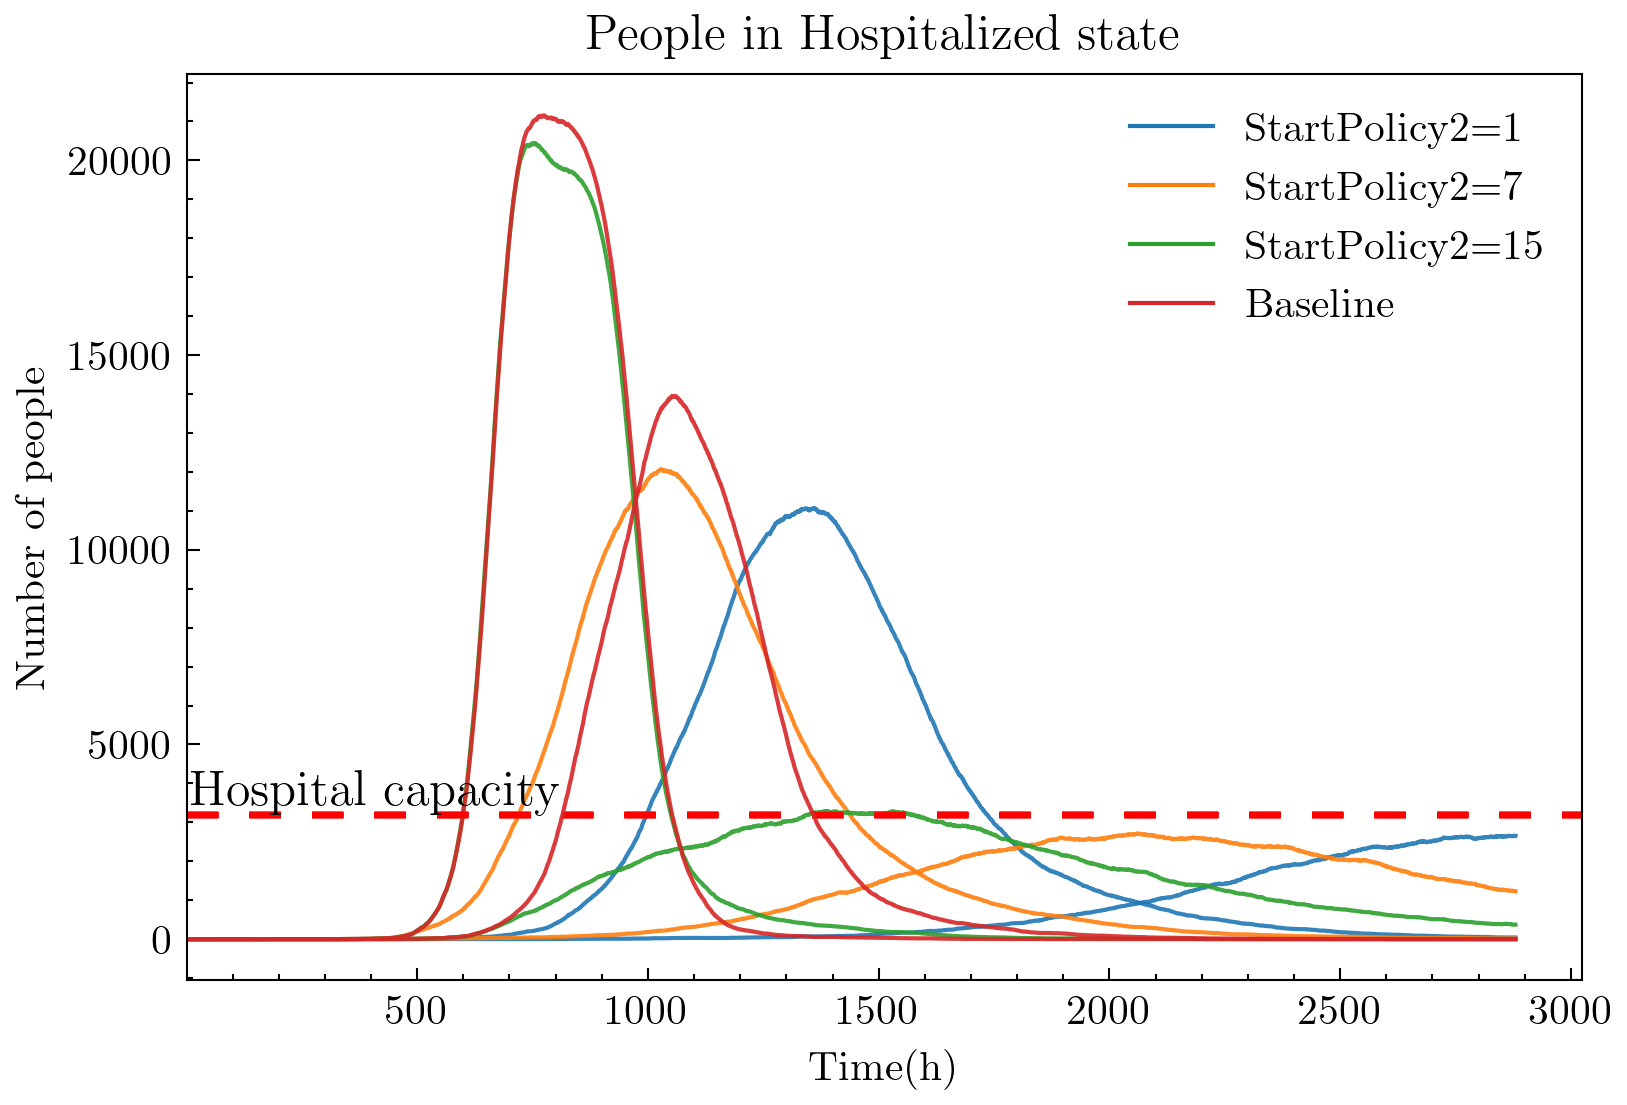 People in Hospitalized state
StartPolicy2=1
StartPolicy2=7
StartPolicy2=15
Baseline
Number of people
20000
15000
10000
5000
0
Hospital capacity
500
1000
1500
2000
2500
3000
Time(h)